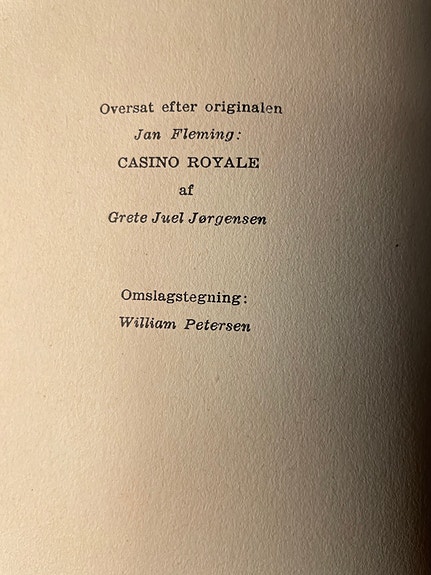 Oversat efter originalen
Jan Fleming:
CASINO ROYALE
af
Grete Juel Jørgensen
Omslagstegning:
William Petersen